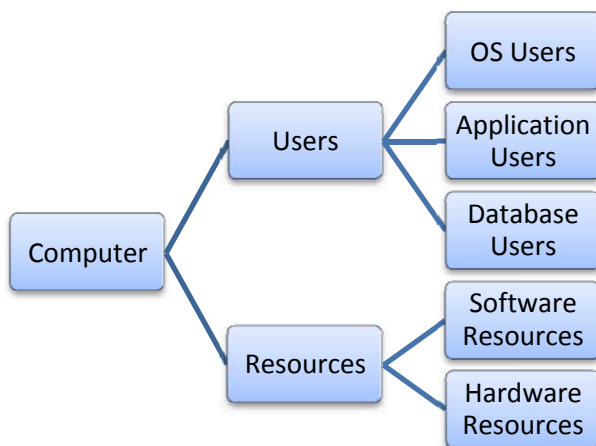 OS Users
Users
Application
Users
Database
Users
Computer
Resources
Software
Resources
Hardware
Resources